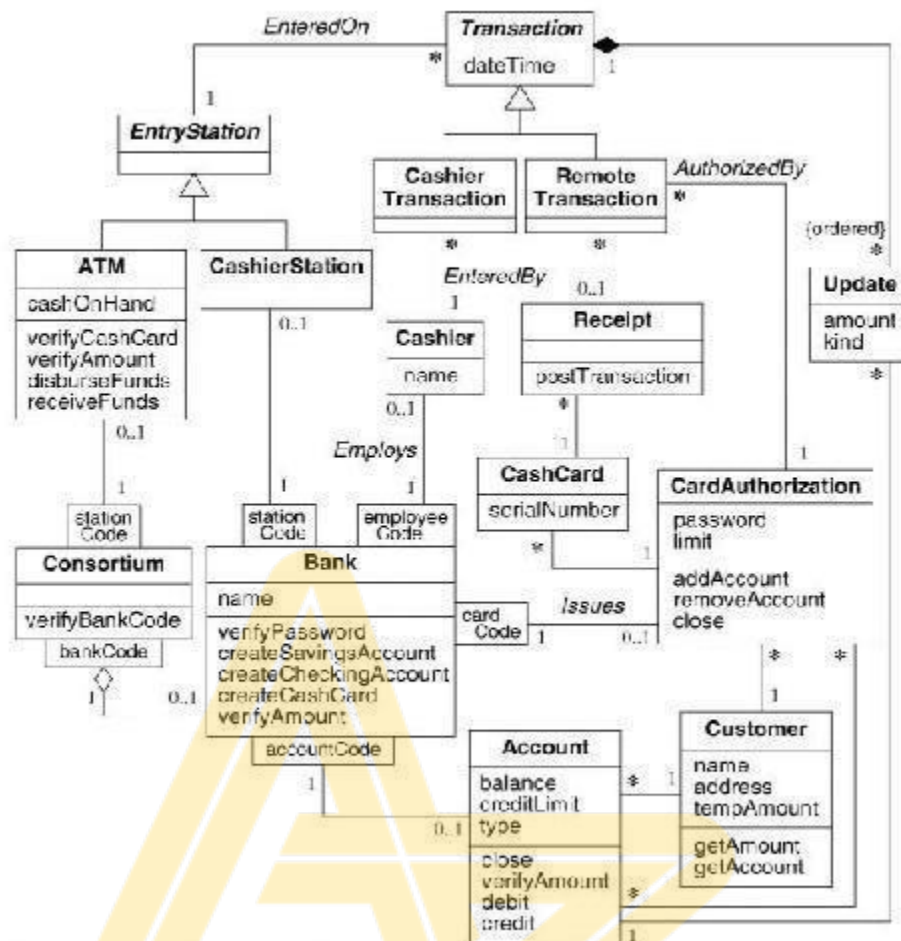 EnteredOn
Transaction
dateTime
*
1
1
EntryStation
Cashier
Transaction
Remote
Transaction
AuthorizedBy
*
*
*
{ordered}
*
ATM
cashOnHand
verifyCashCard
verifyAmount
disburseFunds
receiveFunds
CashierStation
EnteredBy
0..1
1
0..1
Update
amount
kind
*
Cashier
name
Receipt
postTransaction
0..1
0..1
*
Employs
1
1
1
1
1
CashCard
serialNumber
CardAuthorization
password
limit
addAccount
removeAccount
close
station
Code
station
Code
employee
Code
*
1
Consortium
verifyBankCode
bankCode
Bank
name
verifyPassword
createSavingsAccount
createCheckingAccount
createCashCard
verifyAmount
accountCode
card
Code
Issues
1
0..1
*
*
1
0..1
1
Customer
name
address
tempAmount
getAmount
getAccount
Account
balance
creditLimit
type
close
verifyAmount
debit
credit
*
1
1
0..1
*
1